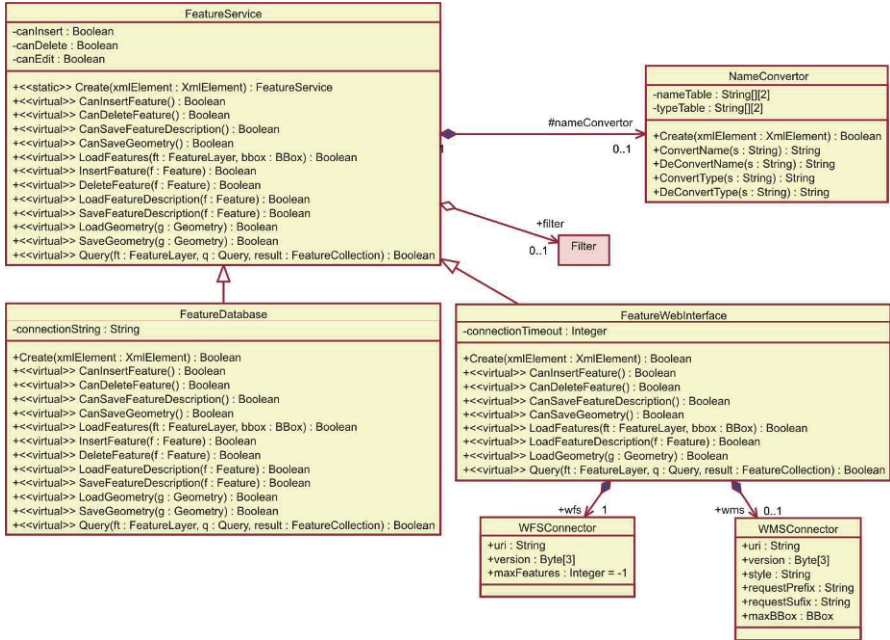 FeatureService
-canInsert : Boolean
-canDelete : Boolean
-canEdit : Boolean
+<<static>> Create(xmlElement : XmlElement) : FeatureService
+<<virtual>> CanInsertFeature() : Boolean
+<<virtual>> CanDeleteFeature() : Boolean
+<<virtual>> CanSaveFeatureDescription() : Boolean
+<<virtual>> CanSaveGeometry() : Boolean
+<<virtual>> LoadFeatures(ft : FeatureLayer, bbox : BBox) : Boolean
+<<virtual>> InsertFeature(f : Feature) : Boolean
+<<virtual>> DeleteFeature(f : Feature) : Boolean
+<<virtual>> LoadFeatureDescription(f : Feature) : Boolean
+<<virtual>> SaveFeatureDescription(f : Feature) : Boolean
+<<virtual>> LoadGeometry(g : Geometry) : Boolean
+<<virtual>> SaveGeometry(g : Geometry) : Boolean
+<<virtual>> Query(ft : FeatureLayer, q : Query, result : FeatureCollection) : Boolean
#nameConvertor
1
0..1
NameConvertor
-nameTable : String[][2]
-typeTable : String[][2]
+Create(xmlElement : XmlElement) : Boolean
+ConvertName(s : String) : String
+DeConvertName(s : String) : String
+ConvertType(s : String) : String
+DeConvertType(s : String) : String
+filter
0..1
Filter
FeatureDatabase
-connectionString : String
+Create(xmlElement : XmlElement) : Boolean
+<<virtual>> CanInsertFeature() : Boolean
+<<virtual>> CanDeleteFeature() : Boolean
+<<virtual>> CanSaveFeatureDescription() : Boolean
+<<virtual>> CanSaveGeometry() : Boolean
+<<virtual>> LoadFeatures(ft : FeatureLayer, bbox : BBox) : Boolean
+<<virtual>> InsertFeature(f : Feature) : Boolean
+<<virtual>> DeleteFeature(f : Feature) : Boolean
+<<virtual>> LoadFeatureDescription(f : Feature) : Boolean
+<<virtual>> SaveFeatureDescription(f : Feature) : Boolean
+<<virtual>> LoadGeometry(g : Geometry) : Boolean
+<<virtual>> SaveGeometry(g : Geometry) : Boolean
+<<virtual>> Query(ft : FeatureLayer, q : Query, result : FeatureCollection) : Boolean
FeatureWebInterface
-connectionTimeout : Integer
+Create(xmlElement : XmlElement) : Boolean
+<<virtual>> CanInsertFeature() : Boolean
+<<virtual>> CanDeleteFeature() : Boolean
+<<virtual>> CanSaveFeatureDescription() : Boolean
+<<virtual>> CanSaveGeometry() : Boolean
+<<virtual>> LoadFeatures(ft : FeatureLayer, bbox : BBox) : Boolean
+<<virtual>> LoadFeatureDescription(f : Feature) : Boolean
+<<virtual>> LoadGeometry(g : Geometry) : Boolean
+<<virtual>> Query(ft : FeatureLayer, q : Query, result : FeatureCollection) : Boolean
+wfs
1
+wms
0..1
WFSConnector
+uri : String
+version : Byte[3]
+maxFeatures : Integer = -1
WMSConnector
+uri : String
+version : Byte[3]
+style : String
+requestPrefix : String
+requestSufix : String
+maxBBox : BBox